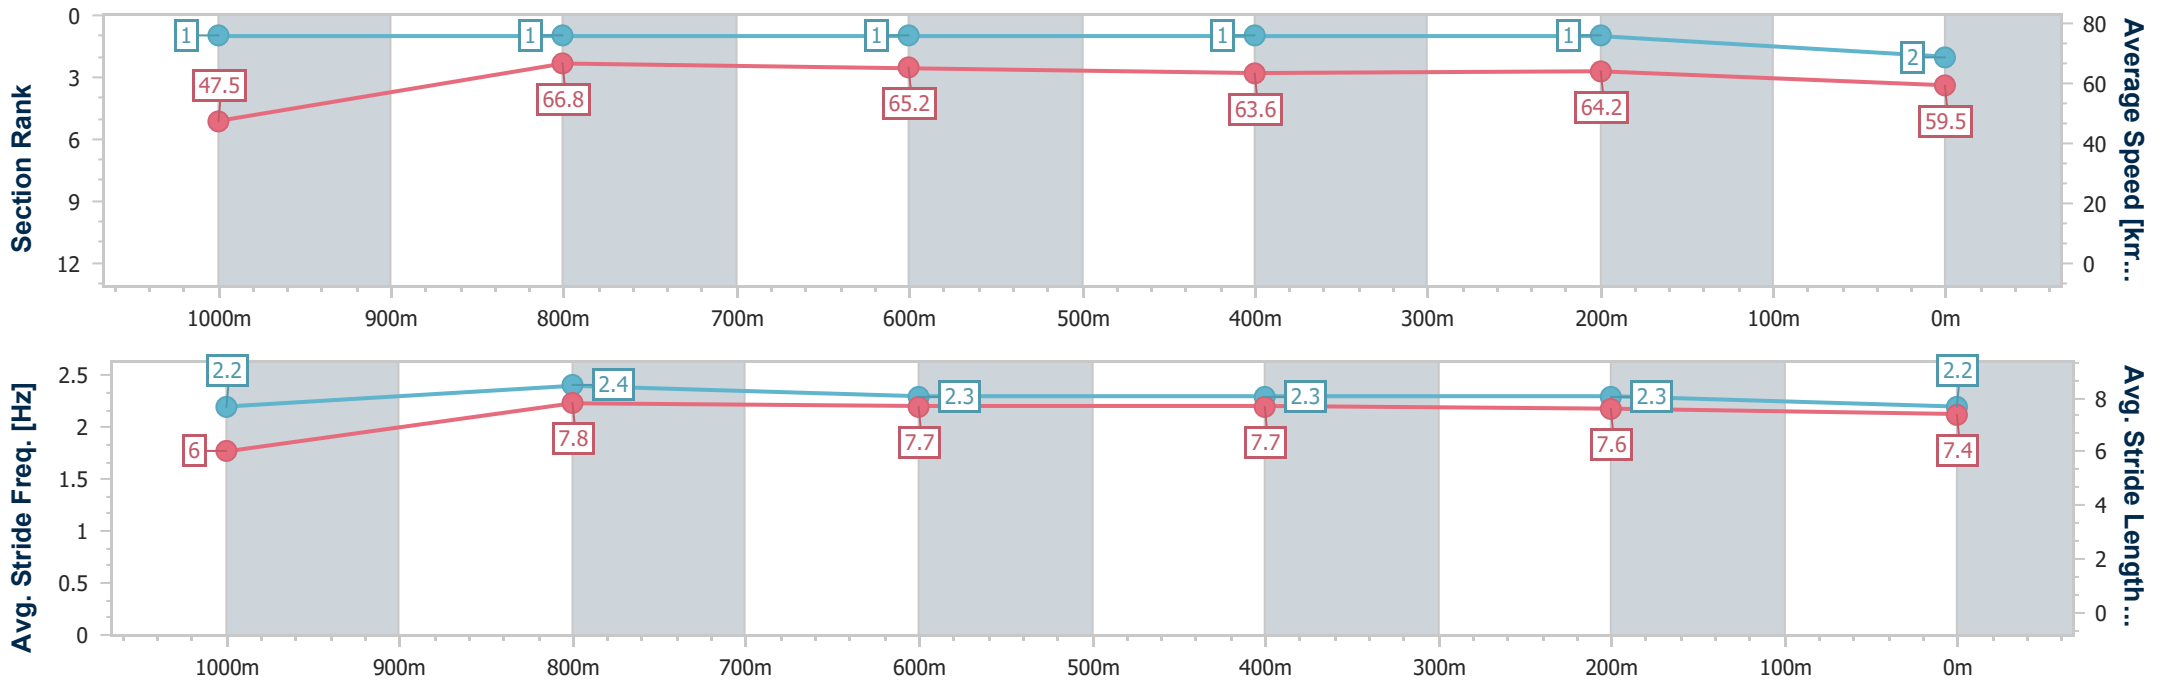 Section Rank
0
3
6
9
12
1
1
1
1
1
2
47.5
66.8
65.2
63.6
64.2
59.5
80
60
40
20
0
Average Speed [km...
1000m
900m
800m
700m
600m
500m
400m
300m
200m
100m
0m
Avg. Stride Freq. [Hz]
2.5
2
1.5
1
0.5
0
2.2
2.4
2.3
2.3
2.3
2.2
6
7.8
7.7
7.7
7.6
7.4
8
6
4
2
0
Avg. Stride Length...
1000m
900m
800m
700m
600m
500m
400m
300m
200m
100m
0m